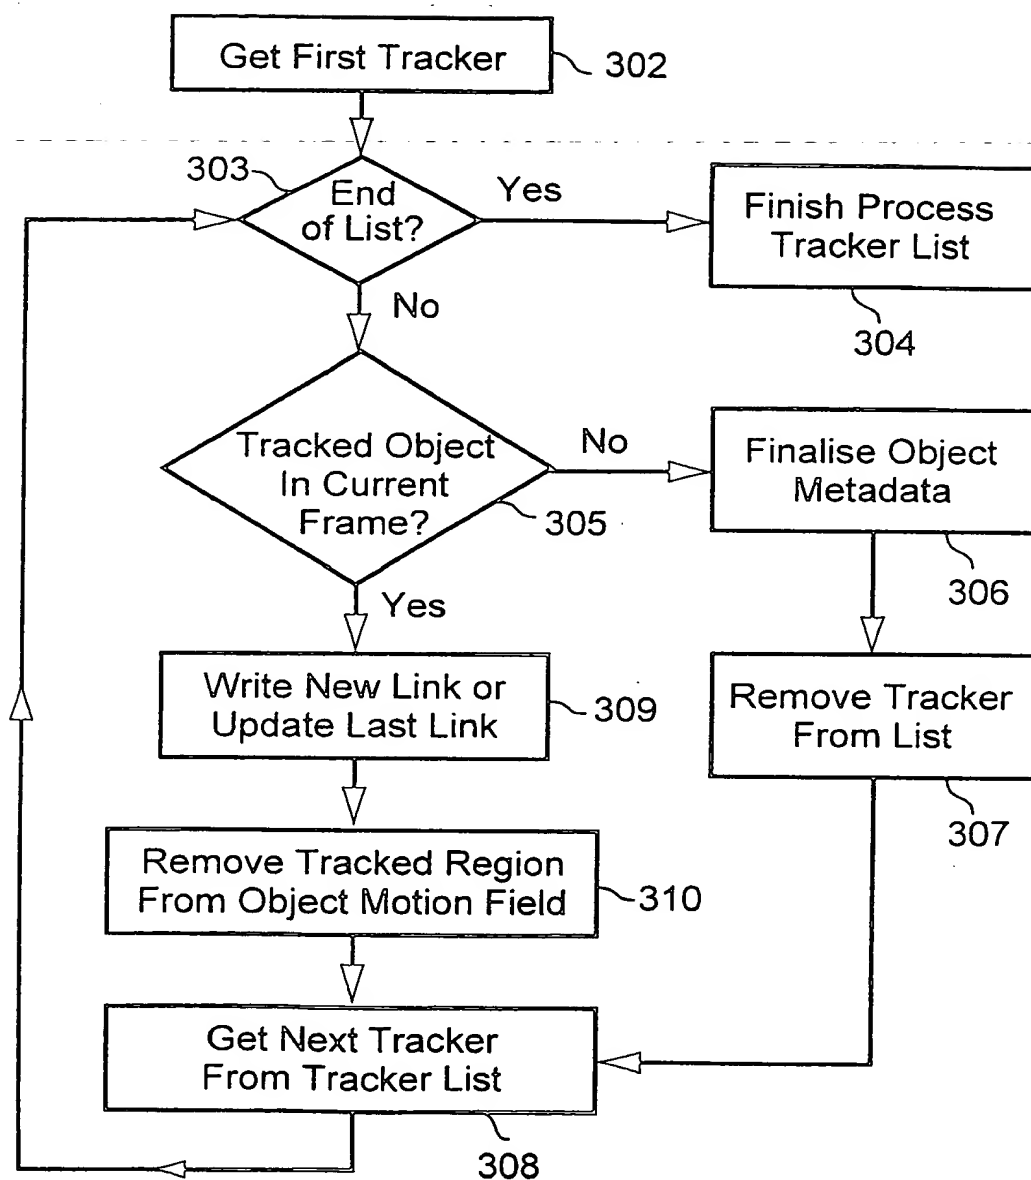 Get First Tracker
302
303
End
of List?
Yes
Finish Process
Tracker List
304
No
Tracked Object
In Current
Frame?
305
No
Finalise Object
Metadata
306
Yes
Write New Link or
Update Last Link
309
Remove Tracker
From List
307
Remove Tracked Region
From Object Motion Field
310
Get Next Tracker
From Tracker List
308